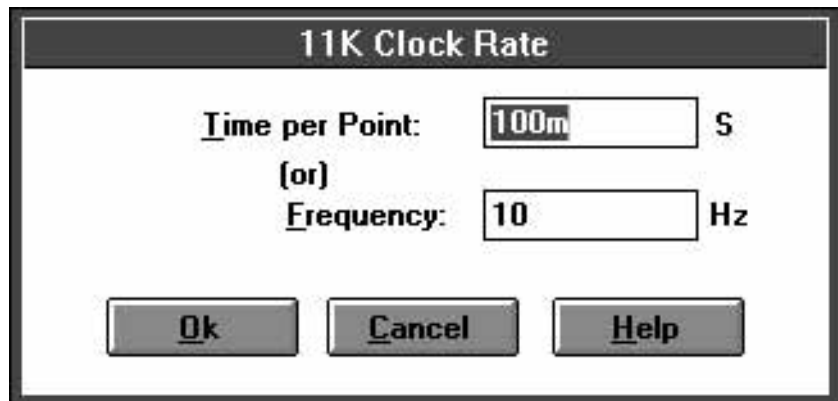 11K Clock Rate
Time per Point: 100m S
(or)
Frequency: 10 Hz
Ok Cancel Help